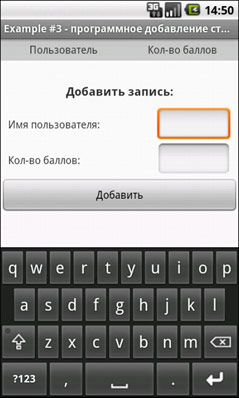 3G 14:50
Example #3 - программное добавление ст...
Пользователь Кол-во баллов
Добавить запись:
Имя пользователя:
Кол-во баллов:
Добавить
q w e r t y u i o p
a s d f g h j k l
z x c v b n m
?123 , .